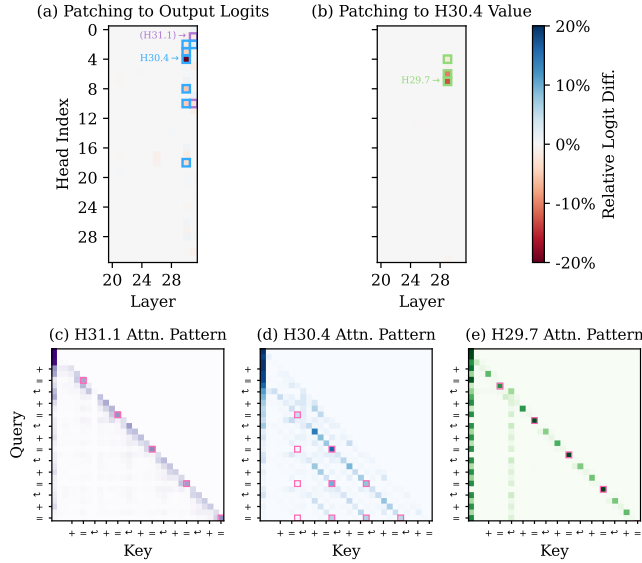 (a) Patching to Output Logits
(b) Patching to H30.4 Value
0
4
8
12
16
20
24
28
Head Index
(H31.1)→
H30.4→
20 24 28
Layer
H29.7→
20 24 28
Layer
20%
10%
0%
-10%
-20%
Relative Logit Diff.
(c) H31.1 Attn. Pattern
(d) H30.4 Attn. Pattern
(e) H29.7 Attn. Pattern
Query
+
=
↵
+
=
↵
+
=
↵
+
=
↵
+
=
+ = ↵ + = ↵ + = ↵ + = ↵ + =
Key
+ = ↵ + = ↵ + = ↵ + = ↵ + =
Key
+ = ↵ + = ↵ + = ↵ + = ↵ + =
Key